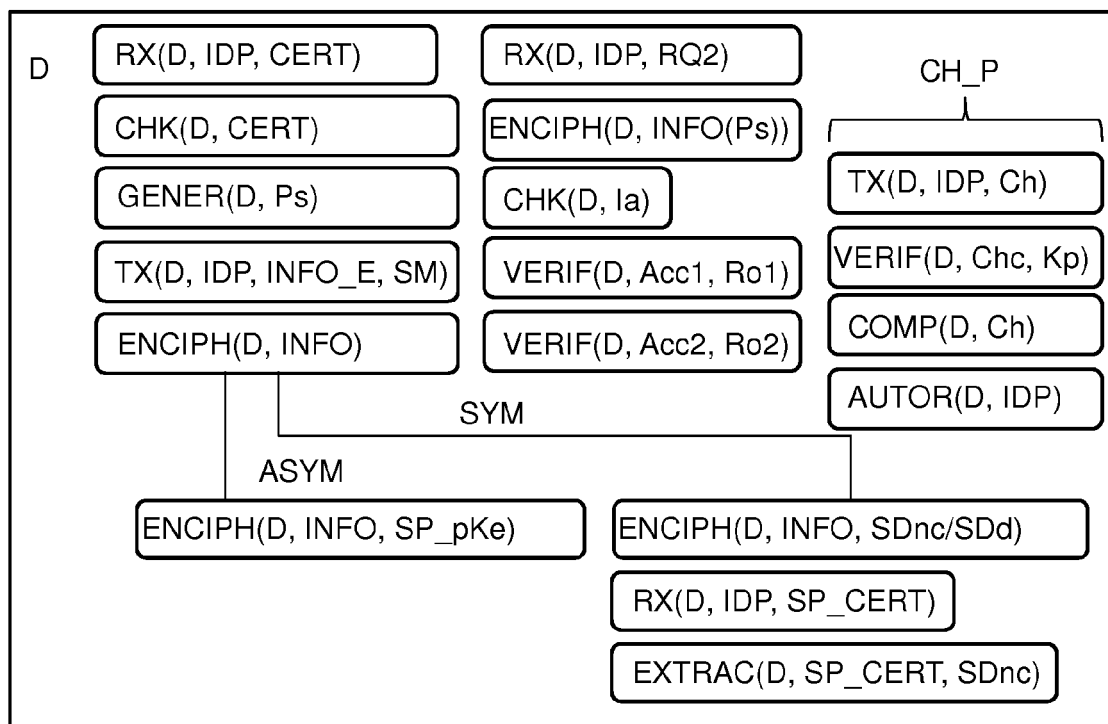 D
RX(D, IDP, CERT)
CHK(D, CERT)
GENER(D, Ps)
TX(D, IDP, INFO_E, SM)
ENCIPH(D, INFO)
RX(D, IDP, RQ2)
ENCIPH(D, INFO(Ps))
CHK(D, Ia)
VERIF(D, Acc1, Ro1)
VERIF(D, Acc2, Ro2)
CH_P
TX(D, IDP, Ch)
VERIF(D, Chc, Kp)
COMP(D, Ch)
AUTOR(D, IDP)
SYM
ASYM
ENCIPH(D, INFO, SP_pKe)
ENCIPH(D, INFO, SDnc/SDd)
RX(D, IDP, SP_CERT)
EXTRAC(D, SP_CERT, SDnc)